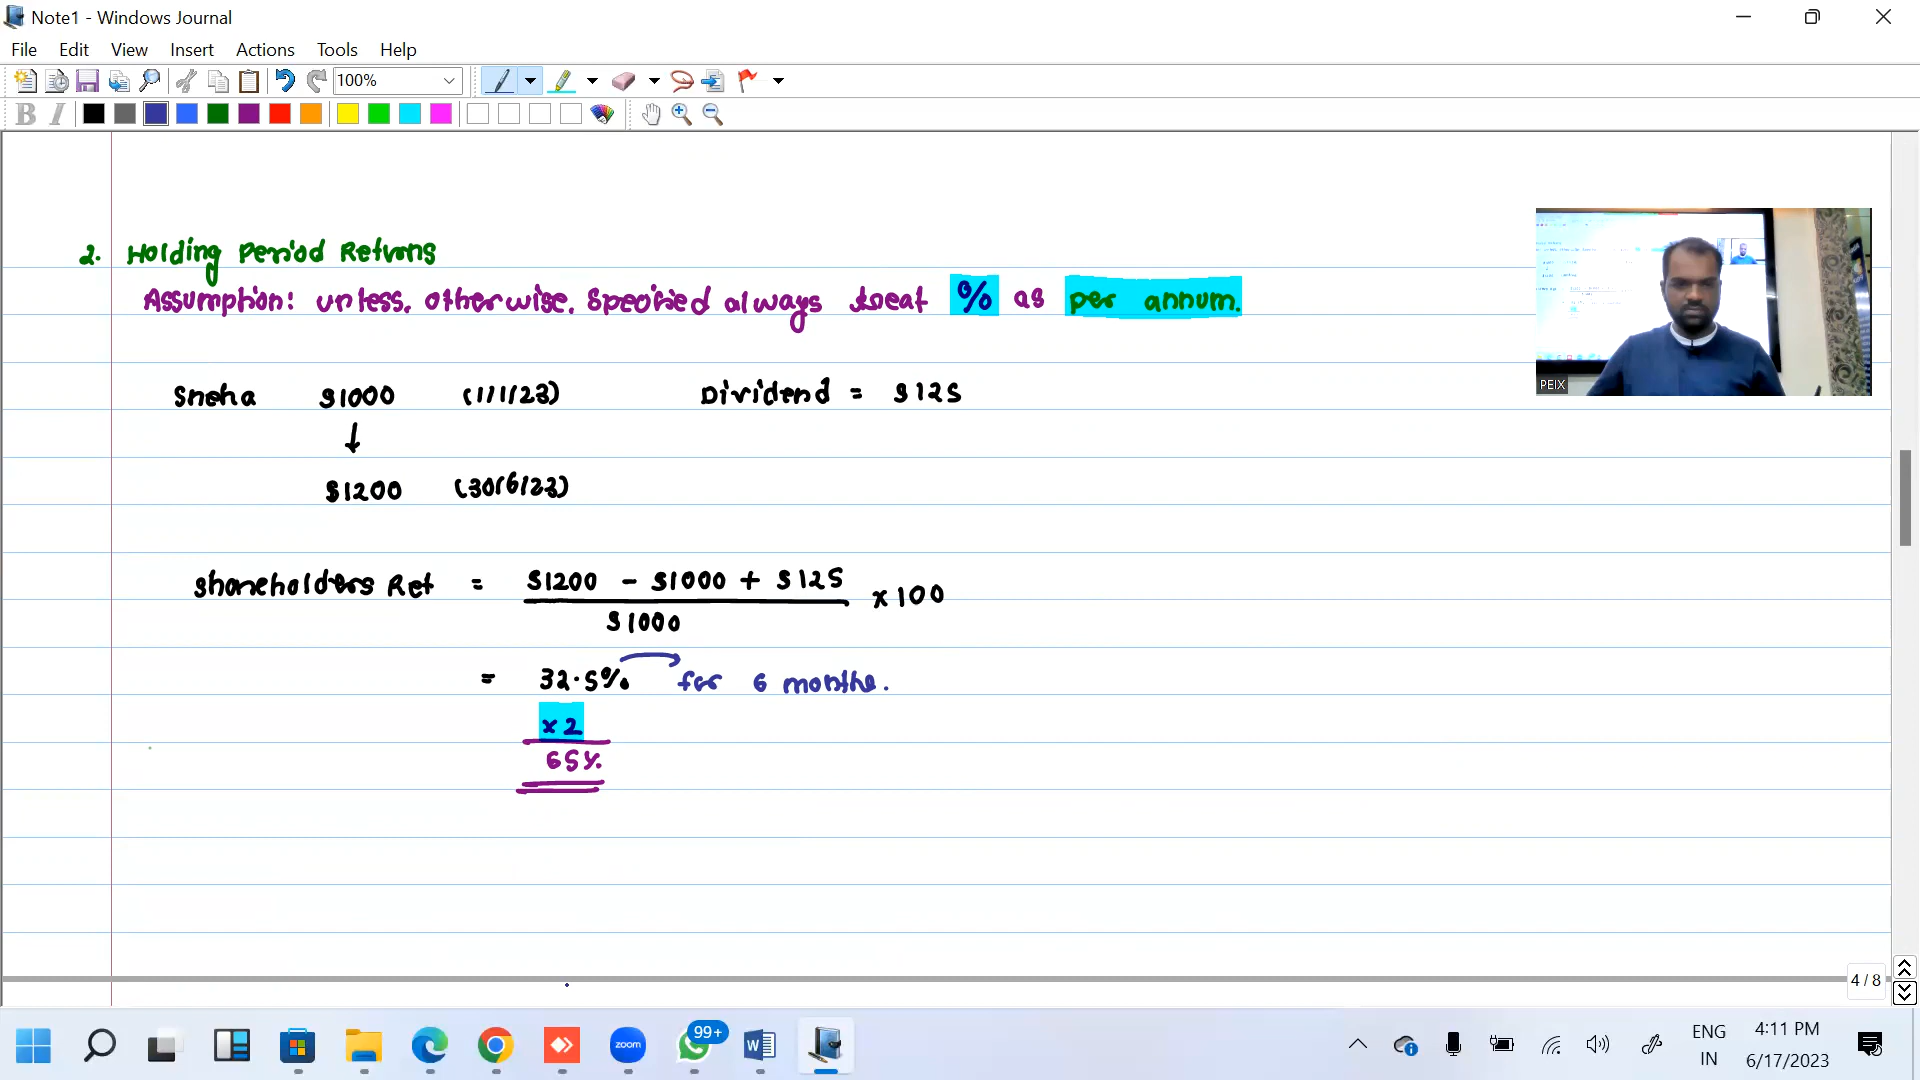 Note1 - Windows Journal
File Edit View Insert Actions Tools Help
100%
B I
2. Holding Period Returns
Assumption: unless, otherwise, specified always treat % as per annum.
Sneha $1000 (1/1/23) Dividend = $125
↓
$1200 (30/6/23)
Shareholders Ret = $1200 - $1000 + $125 x 100
$1000
= 32.5% for 6 months.
x 2
65%
PEIX
4 / 8
99+
zoom
W
ENG
IN
4:11 PM
6/17/2023